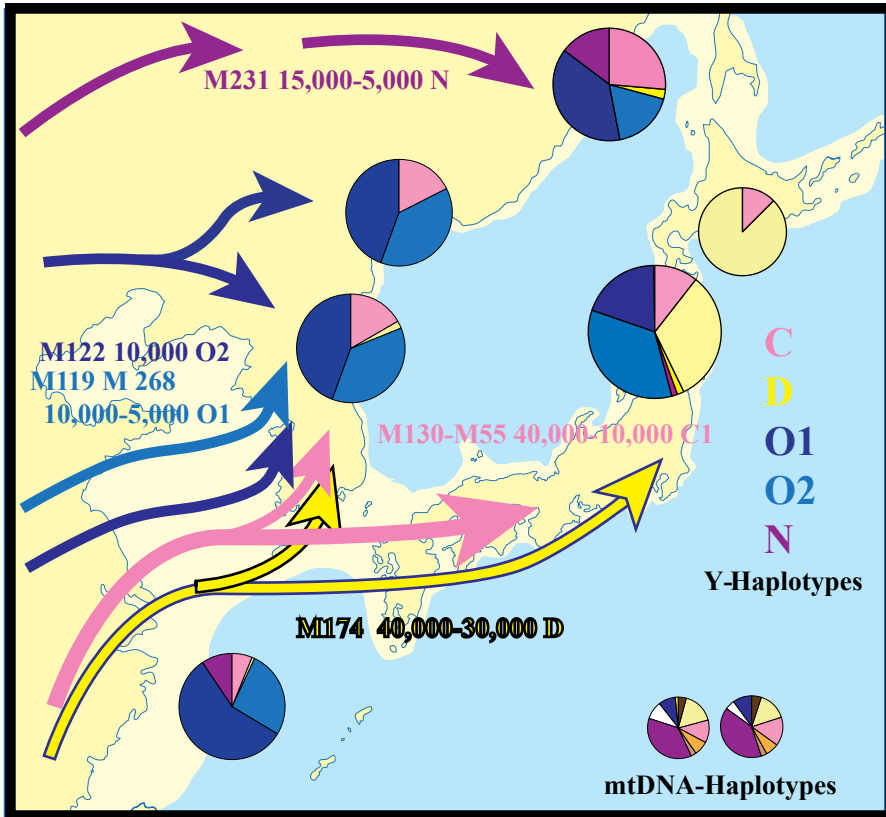 M231 15,000-5,000 N
M122 10,000 O2
M119 M 268
10,000-5,000 O1
M130-M55 40,000-10,000 C1
C
D
O1
O2
N
Y-Haplotypes
M174 40,000-30,000 D
mtDNA-Haplotypes